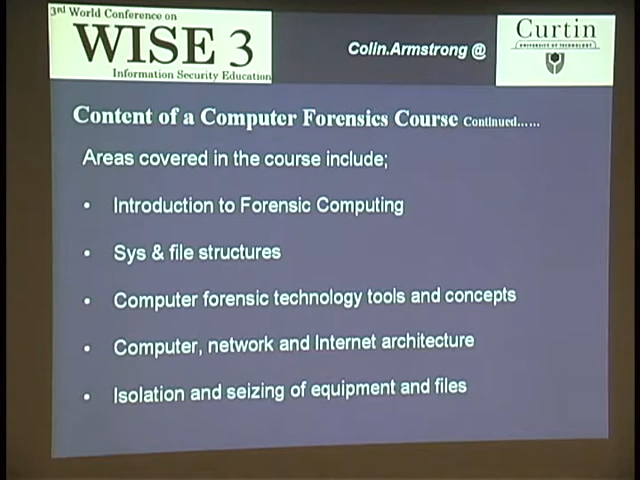 3rd World Conference on
WISE 3
Information Security Education
Colin.Armstrong @
Curtin
UNIVERSITY OF TECHNOLOGY
Content of a Computer Forensics Course Continued......
Areas covered in the course include;
• Introduction to Forensic Computing
• Sys & file structures
• Computer forensic technology tools and concepts
• Computer, network and Internet architecture
• Isolation and seizing of equipment and files